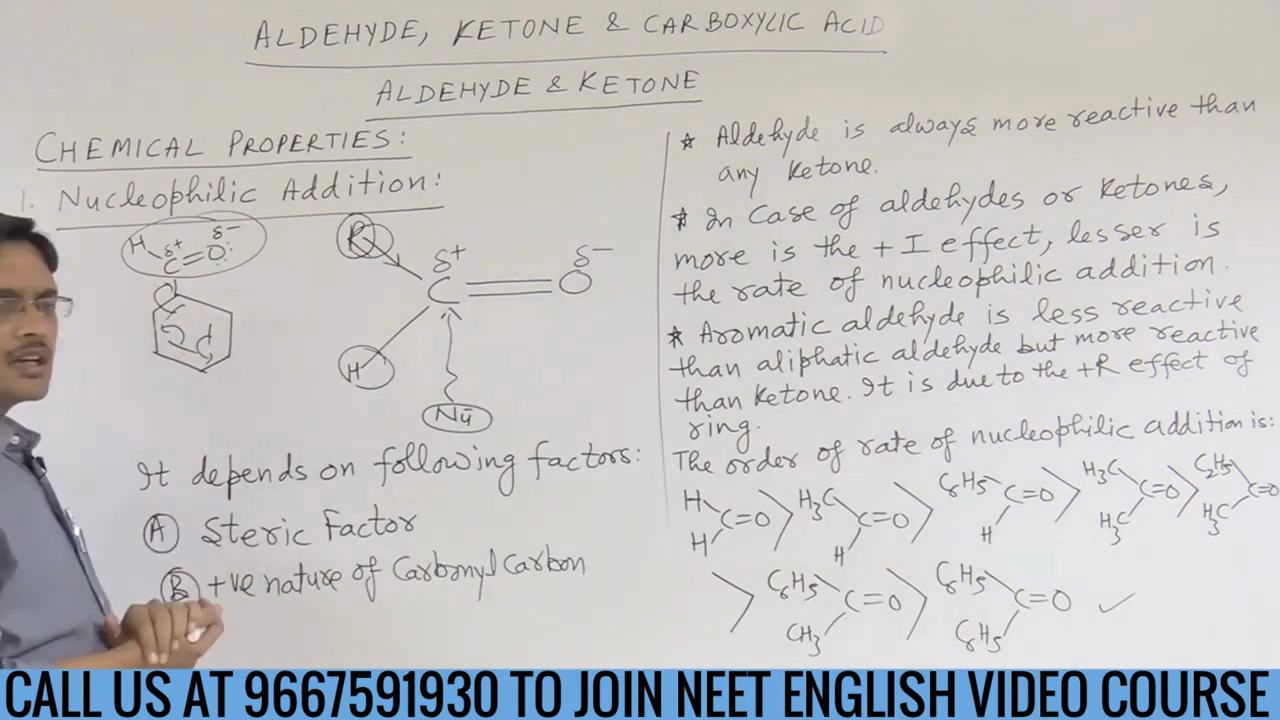 ALDEHYDE, KETONE & CARBOXYLIC ACID
ALDEHYDE & KETONE
CHEMICAL PROPERTIES:
1. Nucleophilic Addition:
H δ+ C=O: δ−
R
δ+ C=O δ−
H
Nu−
It depends on following factors:
A Steric Factor
B +ve nature of Carbonyl Carbon
☆ Aldehyde is always more reactive than
any Ketone.
☆ In Case of aldehydes or Ketones,
more is the +I effect, lesser is
the rate of nucleophilic addition.
☆ Aromatic aldehyde is less reactive
than aliphatic aldehyde but more reactive
than Ketone. It is due to the +R effect of
ring.
The order of rate of nucleophilic addition is:
H H C=O > H3C H C=O > C6H5 H C=O > H3C H3C C=O > C2H5 H3C C=O
> C6H5 CH3 C=O > C6H5 C6H5 C=O ✓
CALL US AT 9667591930 TO JOIN NEET ENGLISH VIDEO COURSE